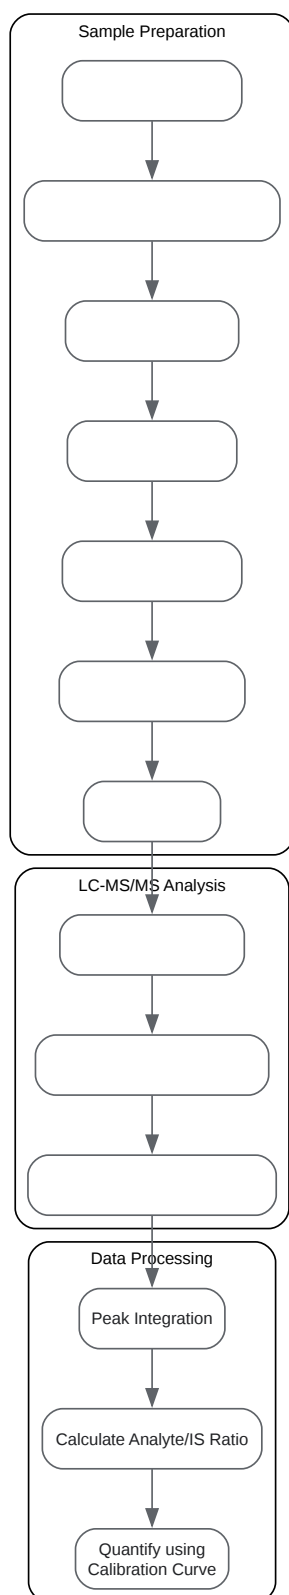 Sample Preparation
LC-MS/MS Analysis
Data Processing
Peak Integration
Calculate Analyte/IS Ratio
Quantify using
Calibration Curve